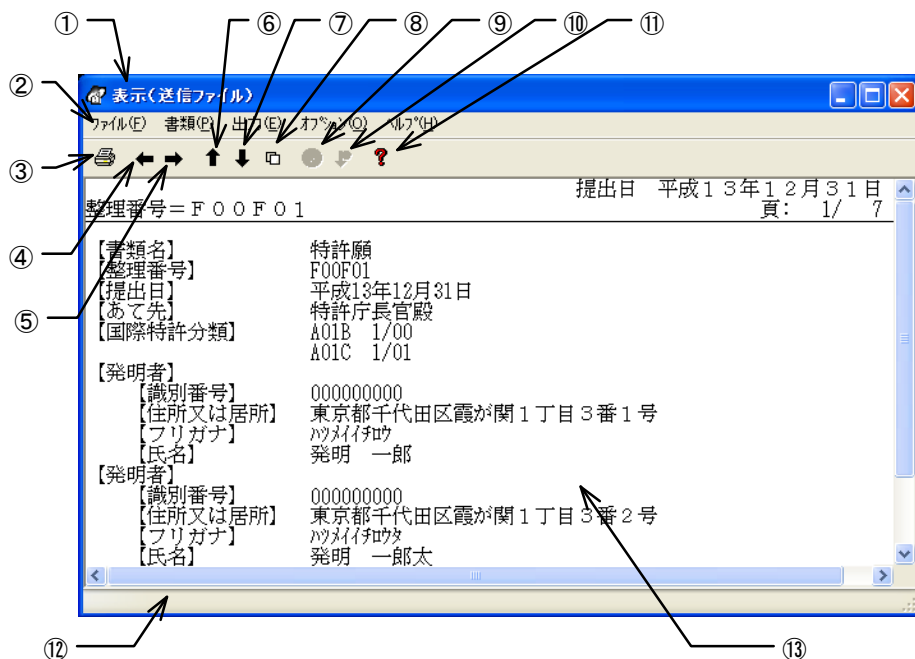 ① ⑥ ⑦ ⑧ ⑨ ⑩ ⑪
② 表示(送信ファイル)
ファイル(F) 書類(P) 出力(E) オプション(O) ヘルプ(H)
③ ?
提出日 平成13年12月31日
④ 整理番号=F00F01 頁: 1/ 7
⑤
【書類名】 特許願
【整理番号】 F00F01
【提出日】 平成13年12月31日
【あて先】 特許庁長官殿
【国際特許分類】 A01B 1/00
A01C 1/01
【発明者】
【識別番号】 000000000
【住所又は居所】 東京都千代田区霞が関1丁目3番1号
【フリガナ】 ハツメイイチロウ
【氏名】 発明 一郎
【発明者】
【識別番号】 000000000
【住所又は居所】 東京都千代田区霞が関1丁目3番2号
【フリガナ】 ハツメイイチロウタ
【氏名】 発明 一郎太
⑫ ⑬